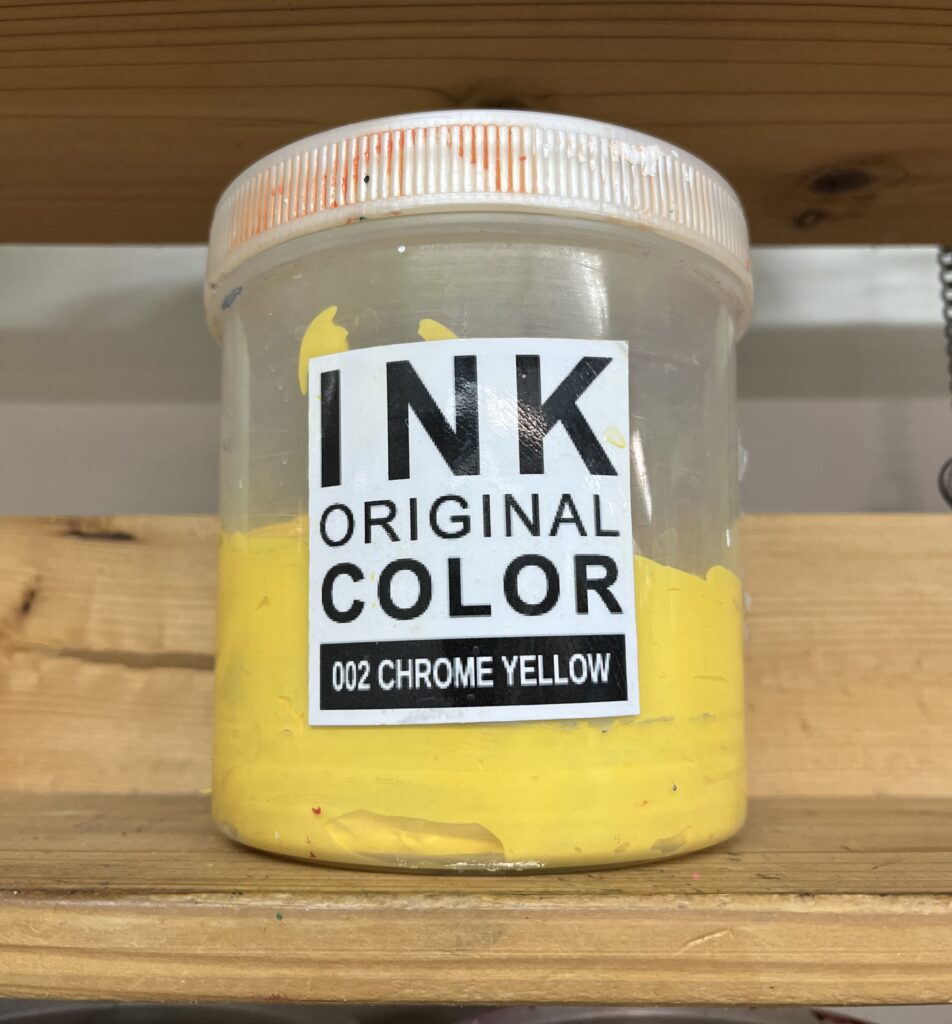 INK
ORIGINAL
COLOR
002 CHROME YELLOW